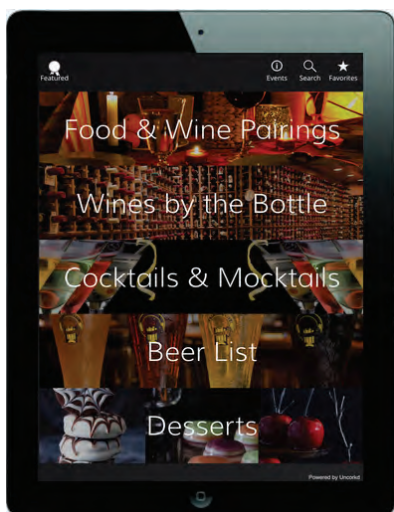 Featured
Events Search Favorites
Food & Wine Pairings
Wines by the Bottle
Cocktails & Mocktails
Beer List
Desserts
Powered by Uncorkd